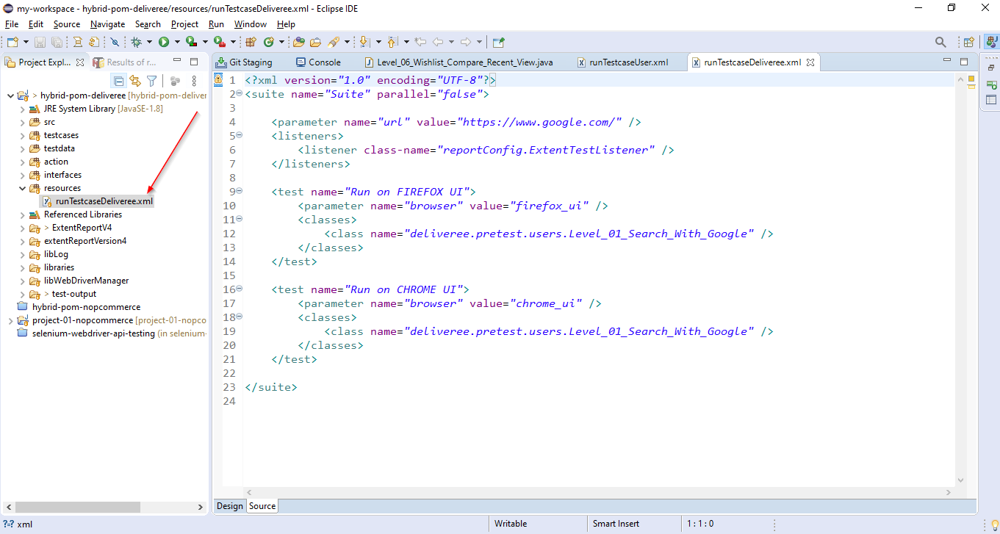 my-workspace - hybrid-pom-deliveree/resources/runTestcaseDeliveree.xml - Eclipse IDE
File Edit Source Navigate Search Project Run Window Help
Project Expl... Results of r...
Git Staging Console Level_06_Wishlist_Compare_Recent_View.java runTestcaseUser.xml runTestcaseDeliveree.xml
> hybrid-pom-deliveree [hybrid-pom-deliver
JRE System Library [JavaSE-1.8]
src
testcases
testdata
action
interfaces
resources
runTestcaseDeliveree.xml
Referenced Libraries
> ExtentReportV4
extentReportVersion4
libLog
libraries
libWebDriverManager
> test-output
hybrid-pom-nopcommerce
project-01-nopcommerce [project-01-nopco
selenium-webdriver-api-testing (in selenium-
1 <?xml version="1.0" encoding="UTF-8"?>
2 <suite name="Suite" parallel="false">
3
4 <parameter name="url" value="https://www.google.com/" />
5 <listeners>
6 <listener class-name="reportConfig.ExtentTestListener" />
7 </listeners>
8
9 <test name="Run on FIREFOX UI">
10 <parameter name="browser" value="firefox_ui" />
11 <classes>
12 <class name="deliveree.pretest.users.Level_01_Search_With_Google" />
13 </classes>
14 </test>
15
16 <test name="Run on CHROME UI">
17 <parameter name="browser" value="chrome_ui" />
18 <classes>
19 <class name="deliveree.pretest.users.Level_01_Search_With_Google" />
20 </classes>
21 </test>
22
23 </suite>
24
Design Source
?-? xml Writable Smart Insert 1 : 1 : 0